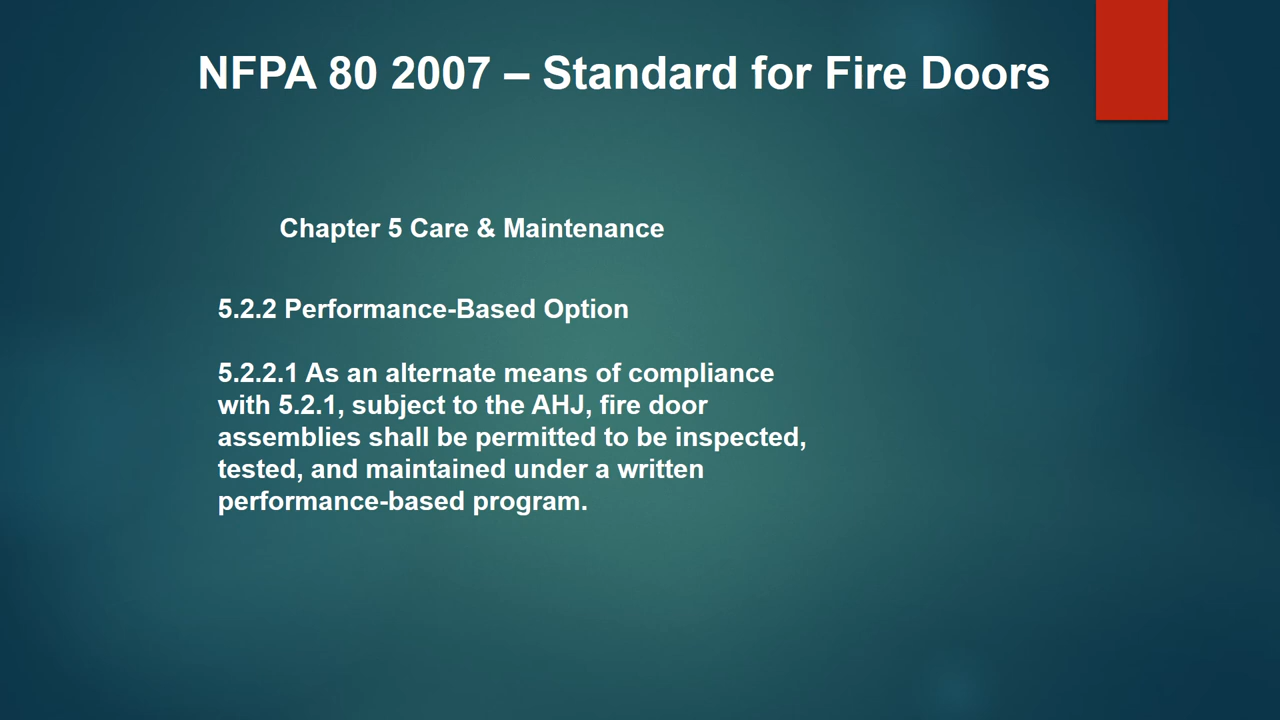 NFPA 80 2007 – Standard for Fire Doors
Chapter 5 Care & Maintenance
5.2.2 Performance-Based Option
5.2.2.1 As an alternate means of compliance
with 5.2.1, subject to the AHJ, fire door
assemblies shall be permitted to be inspected,
tested, and maintained under a written
performance-based program.